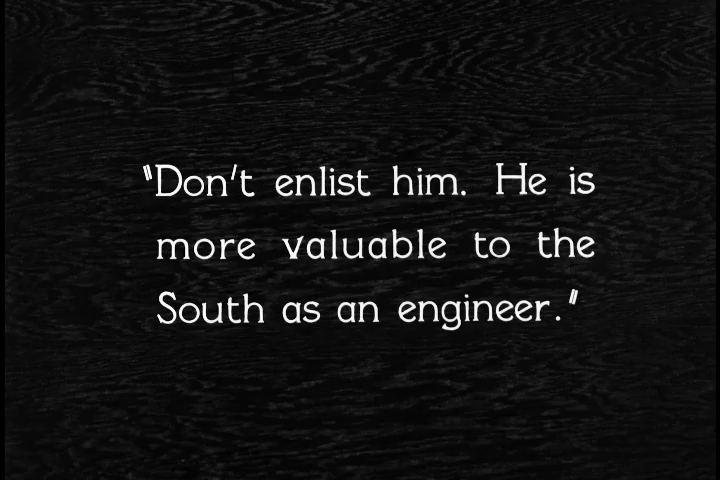 "Don't enlist him. He is
more valuable to the
South as an engineer."